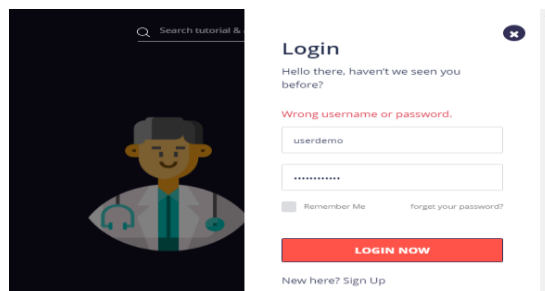 Search tutorial &
Login
Hello there, haven't we seen you
before?
Wrong username or password.
userdemo
••••••••••••
Remember Me
forget your password?
LOGIN NOW
New here? Sign Up